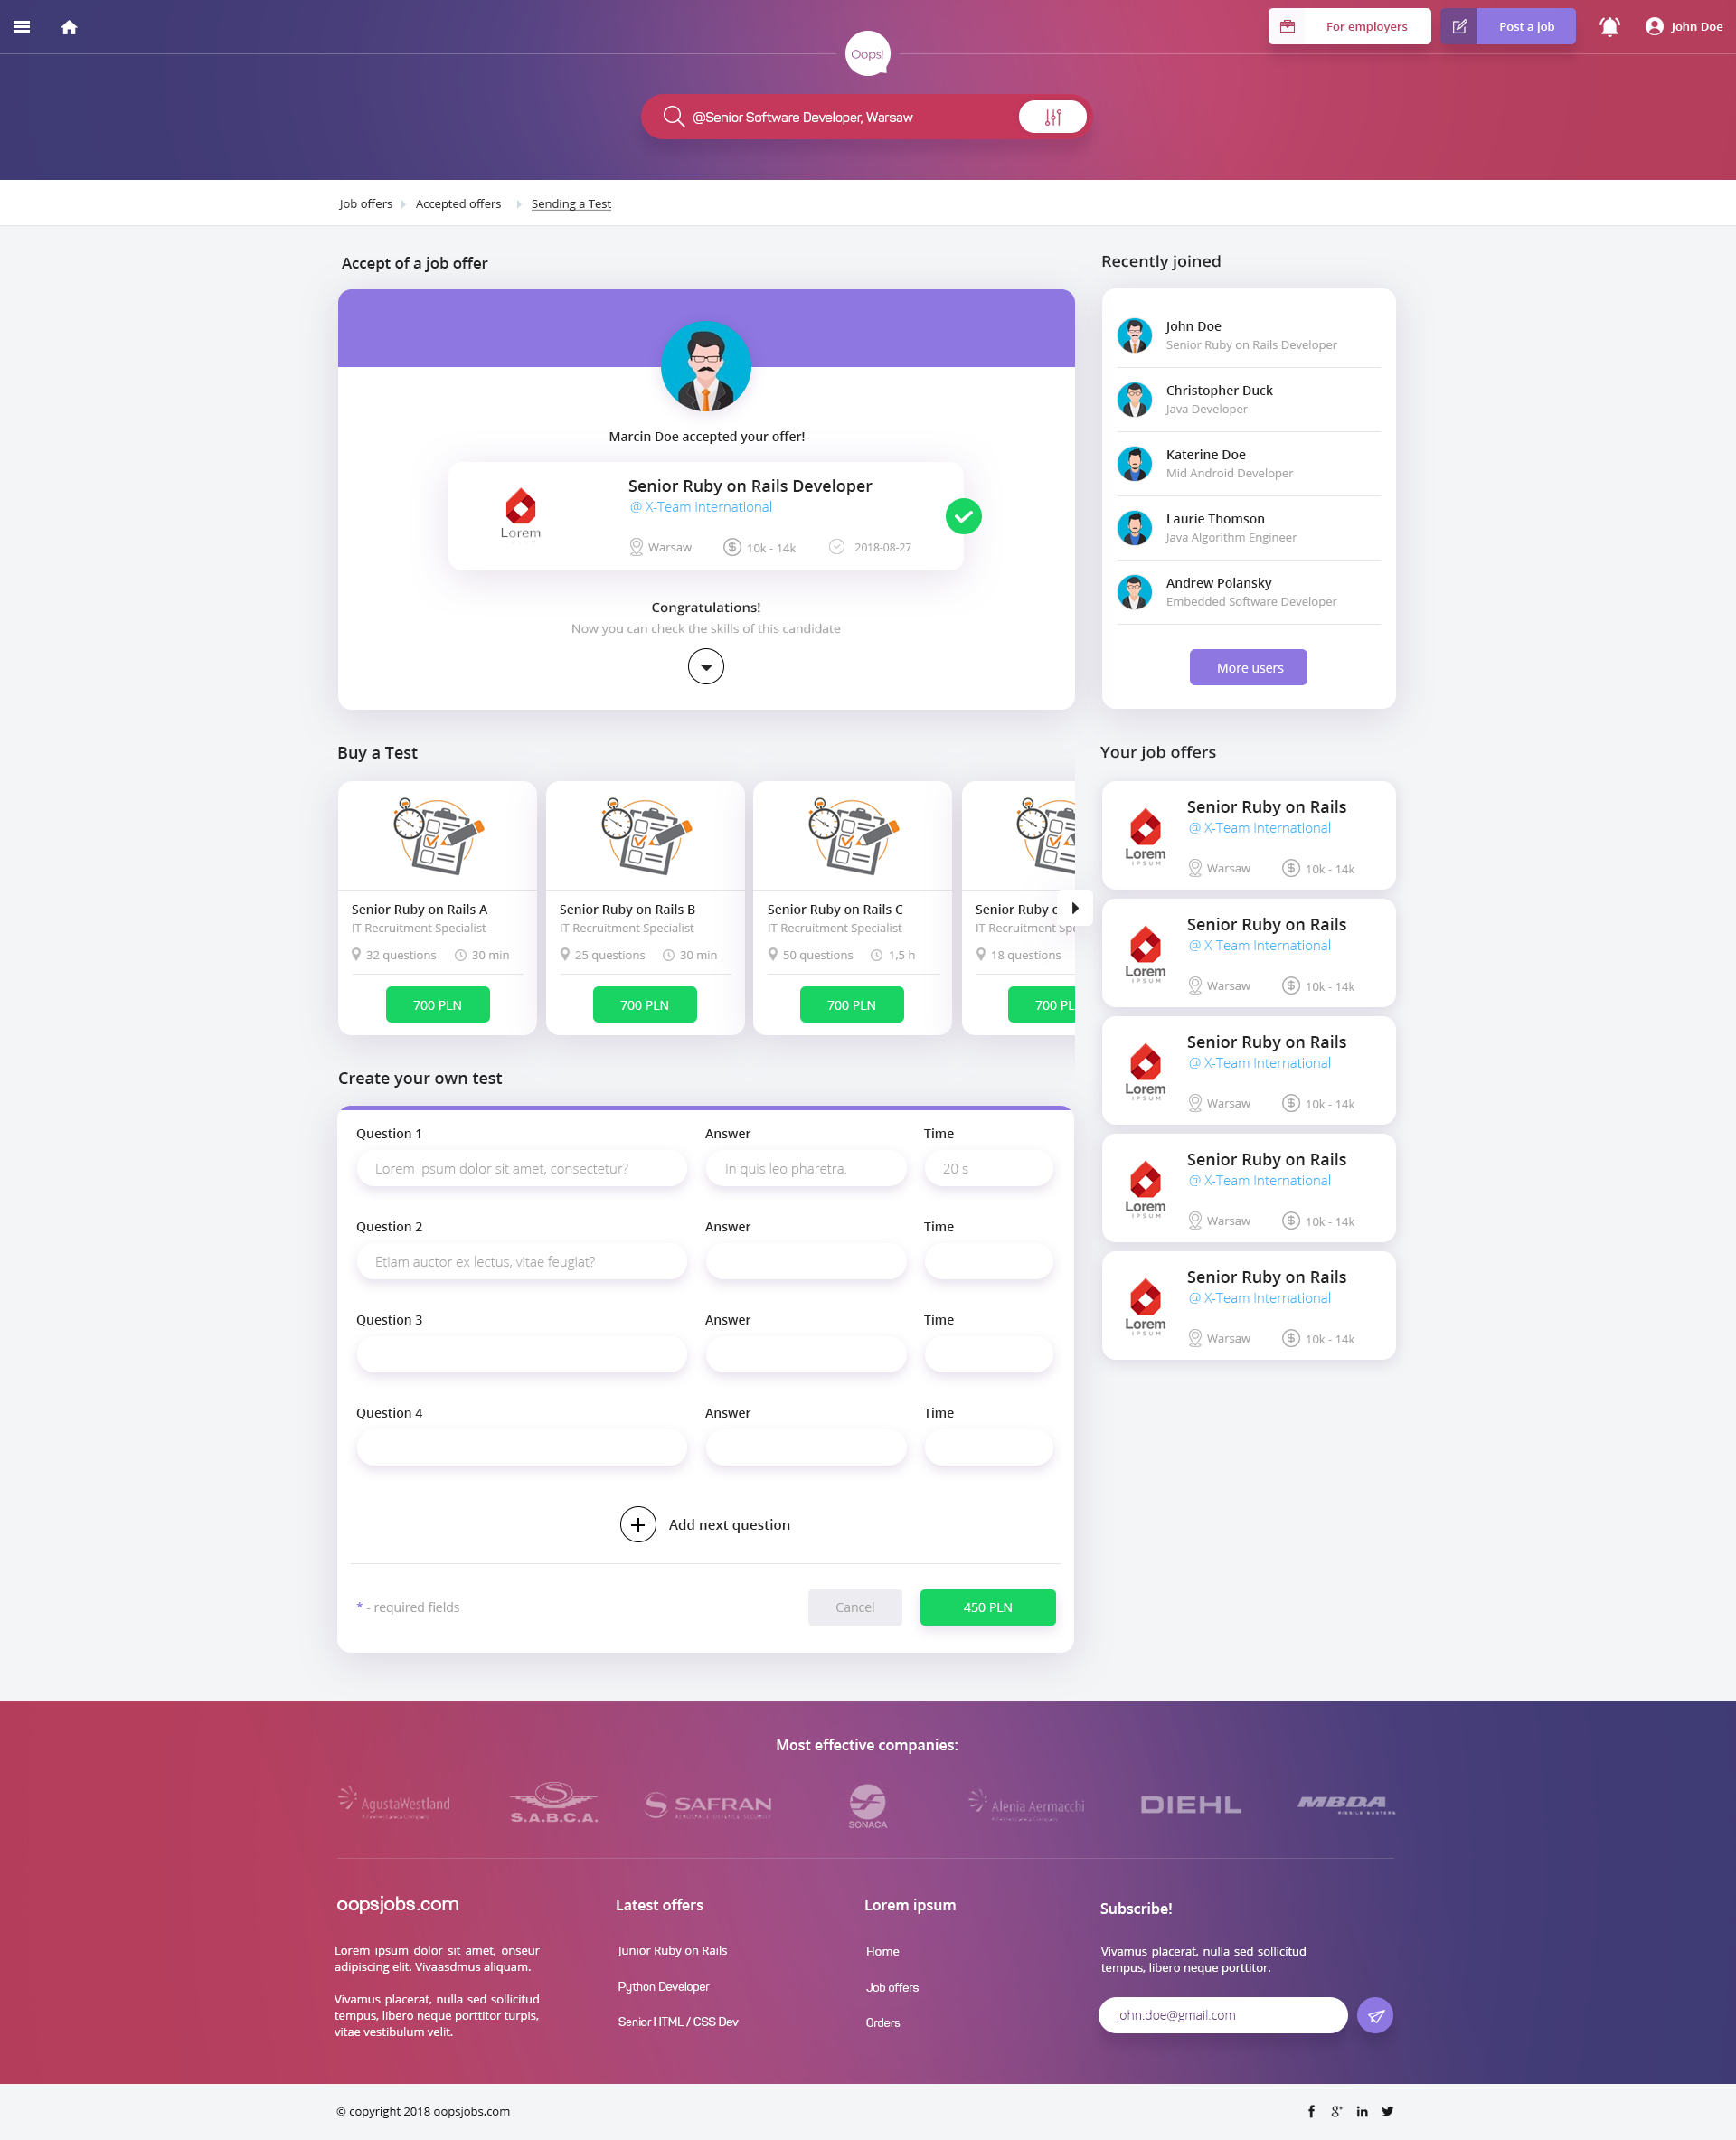 For employers
Post a job
John Doe
Oops!
@Senior Software Developer, Warsaw
Job offers
Accepted offers
Sending a Test
Accept of a job offer
Marcin Doe accepted your offer!
Lorem
Senior Ruby on Rails Developer
@ X-Team International
Warsaw
10k - 14k
2018-08-27
Congratulations!
Now you can check the skills of this candidate
Recently joined
John Doe
Senior Ruby on Rails Developer
Christopher Duck
Java Developer
Katerine Doe
Mid Android Developer
Laurie Thomson
Java Algorithm Engineer
Andrew Polansky
Embedded Software Developer
More users
Buy a Test
Senior Ruby on Rails A
IT Recruitment Specialist
32 questions
30 min
700 PLN
Senior Ruby on Rails B
IT Recruitment Specialist
25 questions
30 min
700 PLN
Senior Ruby on Rails C
IT Recruitment Specialist
50 questions
1,5 h
700 PLN
Senior Ruby
IT Recruitment
18 questions
700
Your job offers
Lorem
IPSUM
Senior Ruby on Rails
@ X-Team International
Warsaw
10k - 14k
Lorem
IPSUM
Senior Ruby on Rails
@ X-Team International
Warsaw
10k - 14k
Lorem
IPSUM
Senior Ruby on Rails
@ X-Team International
Warsaw
10k - 14k
Lorem
IPSUM
Senior Ruby on Rails
@ X-Team International
Warsaw
10k - 14k
Lorem
IPSUM
Senior Ruby on Rails
@ X-Team International
Warsaw
10k - 14k
Create your own test
Question 1
Answer
Time
Lorem ipsum dolor sit amet, consectetur?
In quis leo pharetra.
20 s
Question 2
Answer
Time
Etiam auctor ex lectus, vitae feugiat?
Question 3
Answer
Time
Question 4
Answer
Time
Add next question
* - required fields
Cancel
450 PLN
Most effective companies:
AgustaWestland
S.A.B.C.A.
SAFRAN
AEROSPACE DEFENCE SECURITY
SONACA
Alenia Aermacchi
DIEHL
MBDA
MISSILE SYSTEMS
oopsjobs.com
Lorem ipsum dolor sit amet, onseur
adipiscing elit. Vivaasdmus aliquam.
Vivamus placerat, nulla sed sollicitud
tempus, libero neque porttitor turpis,
vitae vestibulum velit.
Latest offers
Junior Ruby on Rails
Python Developer
Senior HTML / CSS Dev
Lorem ipsum
Home
Job offers
Orders
Subscribe!
Vivamus placerat, nulla sed sollicitud
tempus, libero neque porttitor.
john.doe@gmail.com
© copyright 2018 oopsjobs.com